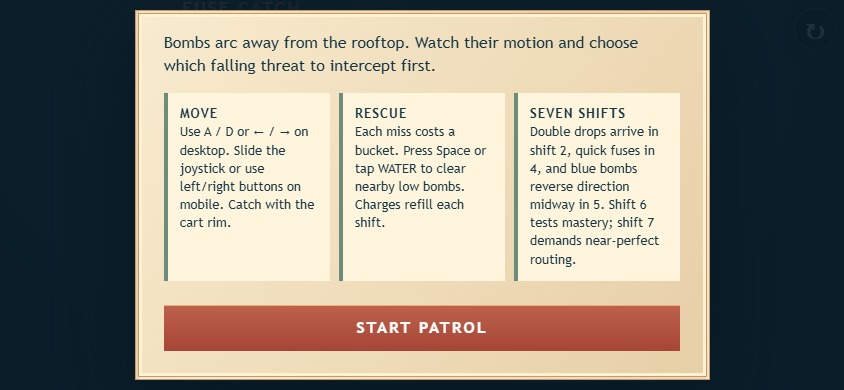 FUSE CATCH
Bombs arc away from the rooftop. Watch their motion and choose
which falling threat to intercept first.
MOVE
Use A / D or ← / → on
desktop. Slide the
joystick or use
left/right buttons on
mobile. Catch with the
cart rim.
RESCUE
Each miss costs a
bucket. Press Space or
tap WATER to clear
nearby low bombs.
Charges refill each
shift.
SEVEN SHIFTS
Double drops arrive in
shift 2, quick fuses in
4, and blue bombs
reverse direction
midway in 5. Shift 6
tests mastery; shift 7
demands near-perfect
routing.
START PATROL